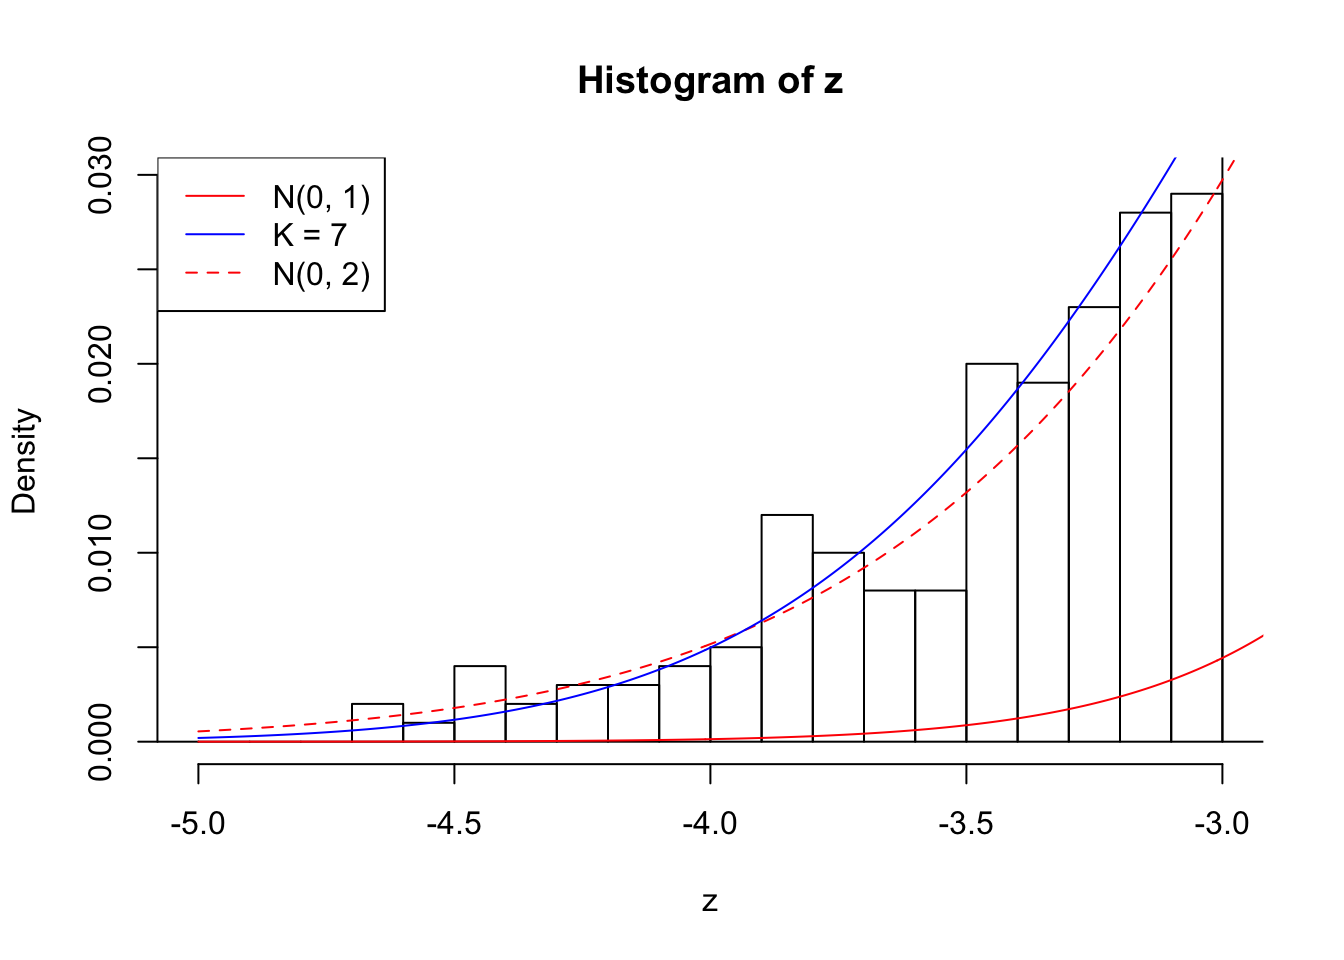 Histogram of z
N(0, 1)
K = 7
N(0, 2)
Density
0.030
0.020
0.010
0.000
-5.0 -4.5 -4.0 -3.5 -3.0
z